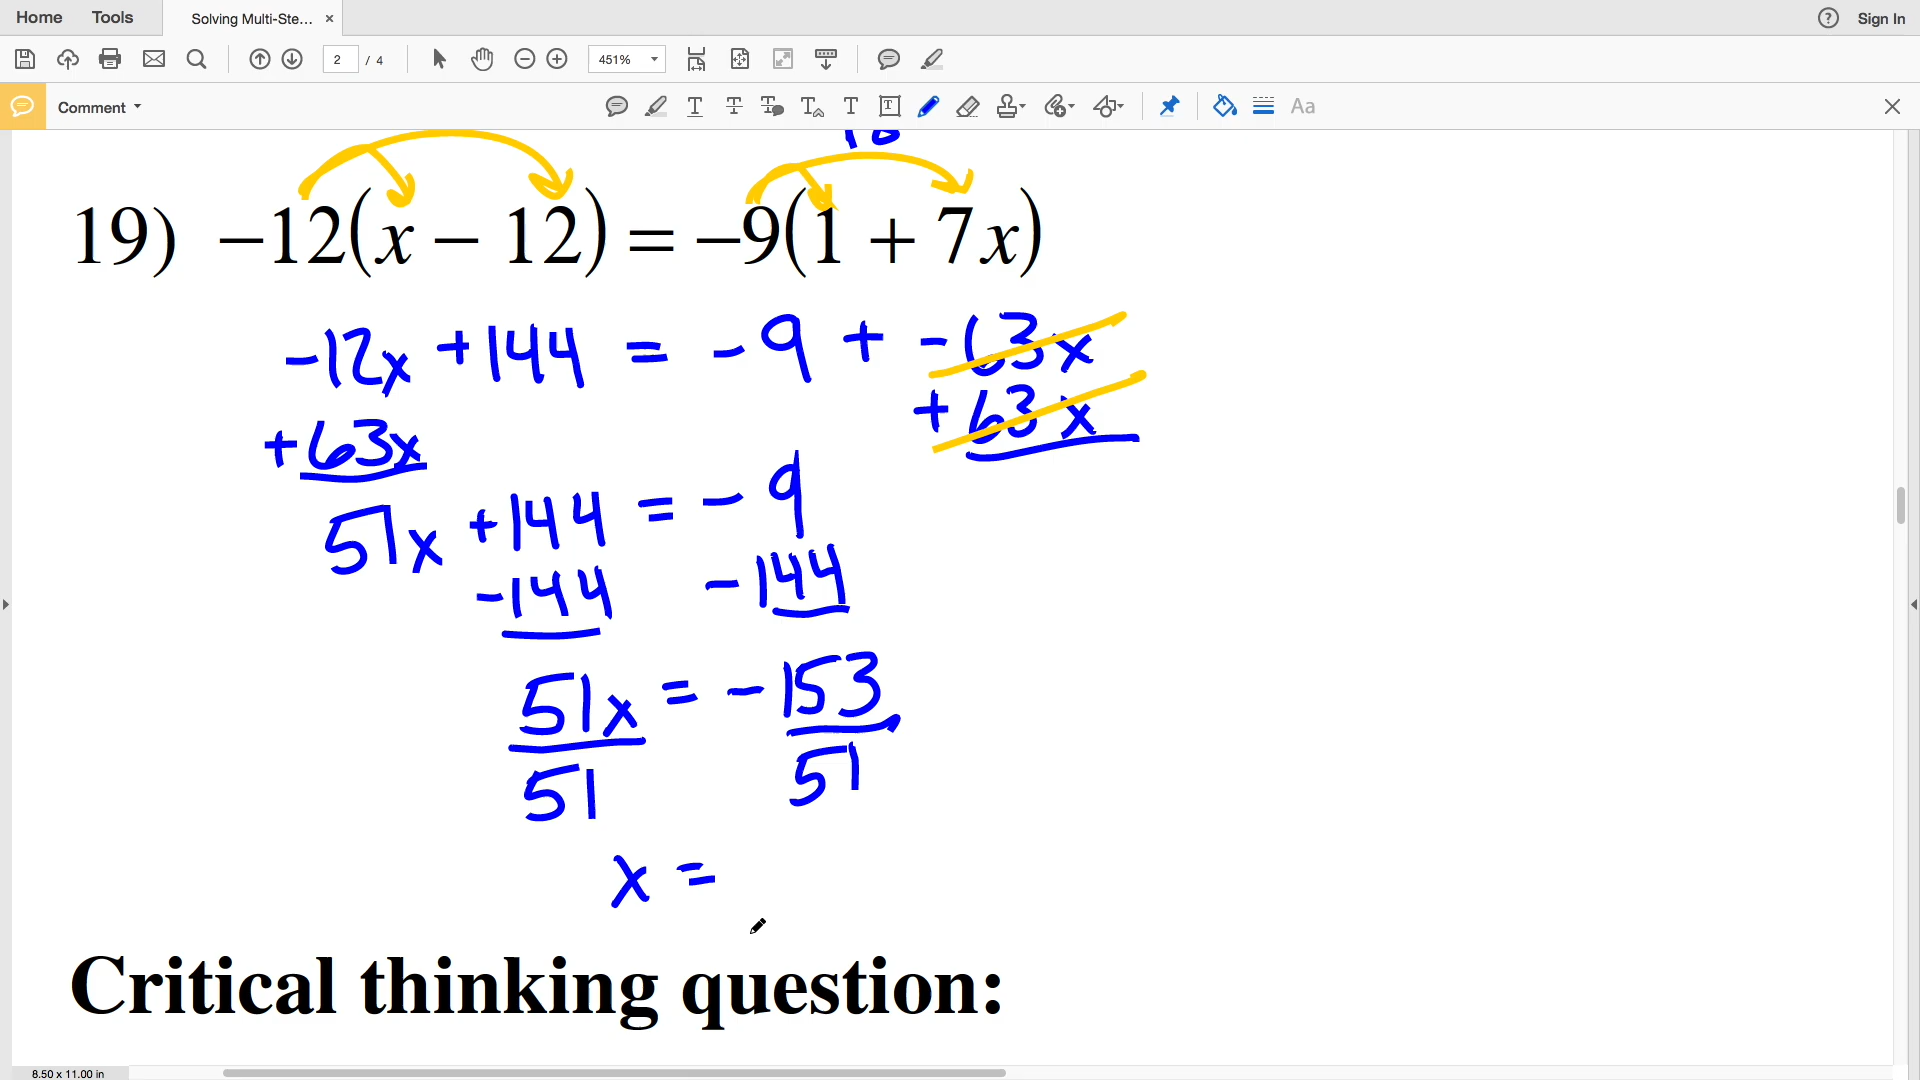 Home Tools Solving Multi-Ste... × ? Sign In
2 / 4 451%
Comment T T T T T T Aa
19) −12(x − 12) = −9(1 + 7x)
-12x +144 = -9 + -63x
+63x +63x
51x +144 = -9
-144 -144
51x = -153
51 51
x =
Critical thinking question:
8.50 x 11.00 in